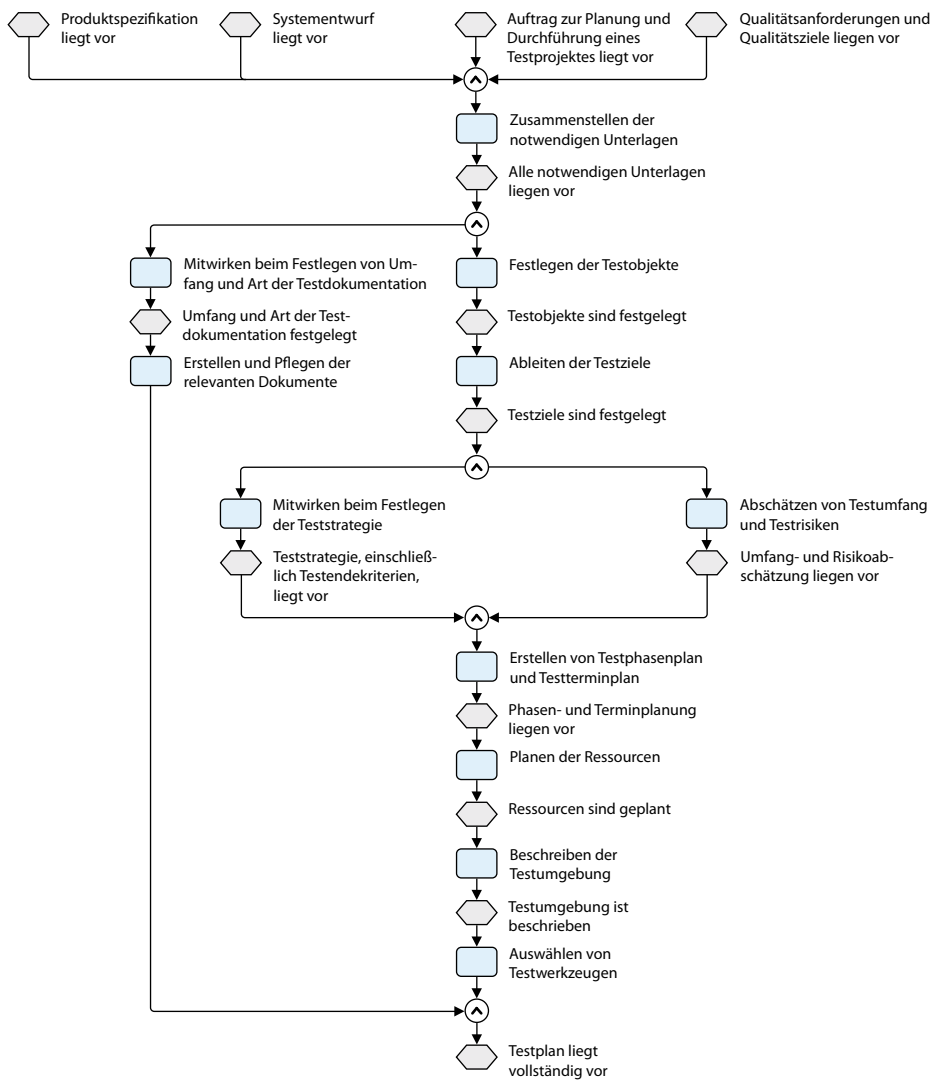 Produktspezifikation
liegt vor
Systementwurf
liegt vor
Auftrag zur Planung und
Durchführung eines
Testprojektes liegt vor
Qualitätsanforderungen und
Qualitätsziele liegen vor
Zusammenstellen der
notwendigen Unterlagen
Alle notwendigen Unterlagen
liegen vor
Mitwirken beim Festlegen von Um-
fang und Art der Testdokumentation
Festlegen der Testobjekte
Umfang und Art der Test-
dokumentation festgelegt
Testobjekte sind festgelegt
Erstellen und Pflegen der
relevanten Dokumente
Ableiten der Testziele
Testziele sind festgelegt
Mitwirken beim Festlegen
der Teststrategie
Abschätzen von Testumfang
und Testrisiken
Teststrategie, einschließ-
lich Testendekriterien,
liegt vor
Umfang- und Risikoab-
schätzung liegen vor
Erstellen von Testphasenplan
und Testterminplan
Phasen- und Terminplanung
liegen vor
Planen der Ressourcen
Ressourcen sind geplant
Beschreiben der
Testumgebung
Testumgebung ist
beschrieben
Auswählen von
Testwerkzeugen
Testplan liegt
vollständig vor